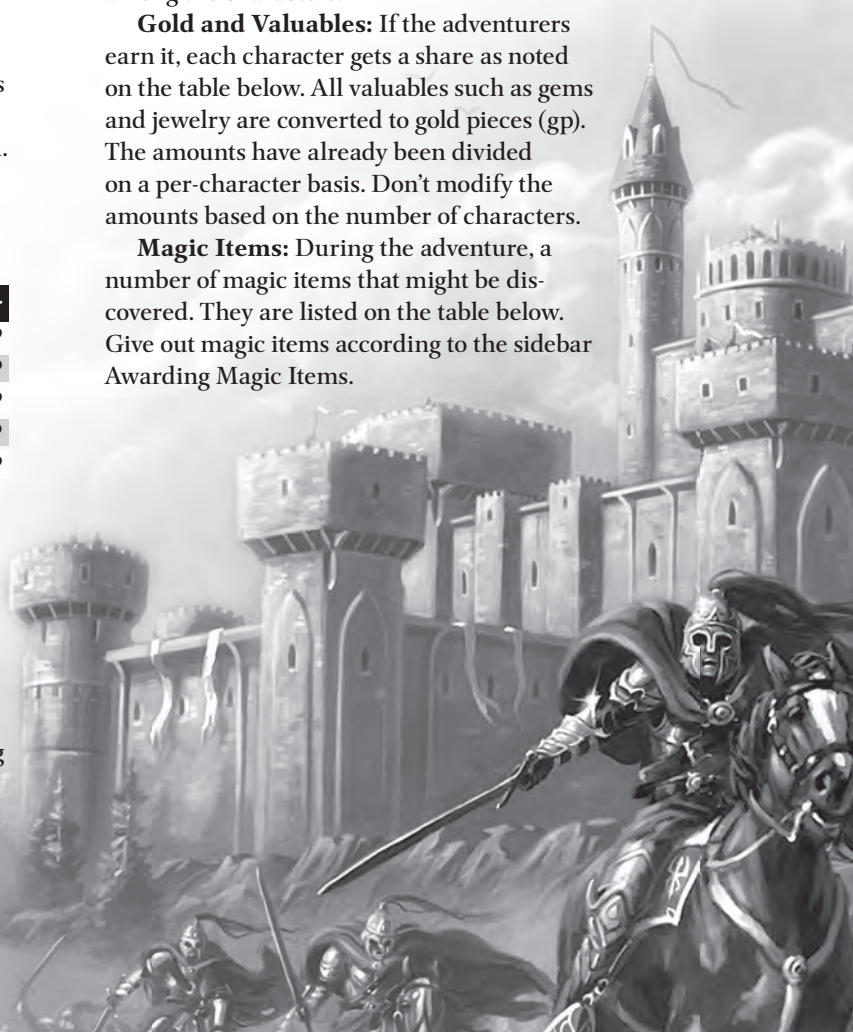 Gold and Valuables: If the adventurers
earn it, each character gets a share as noted
on the table below. All valuables such as gems
and jewelry are converted to gold pieces (gp).
The amounts have already been divided
on a per-character basis. Don’t modify the
amounts based on the number of characters.
Magic Items: During the adventure, a
number of magic items that might be dis-
covered. They are listed on the table below.
Give out magic items according to the sidebar
Awarding Magic Items.